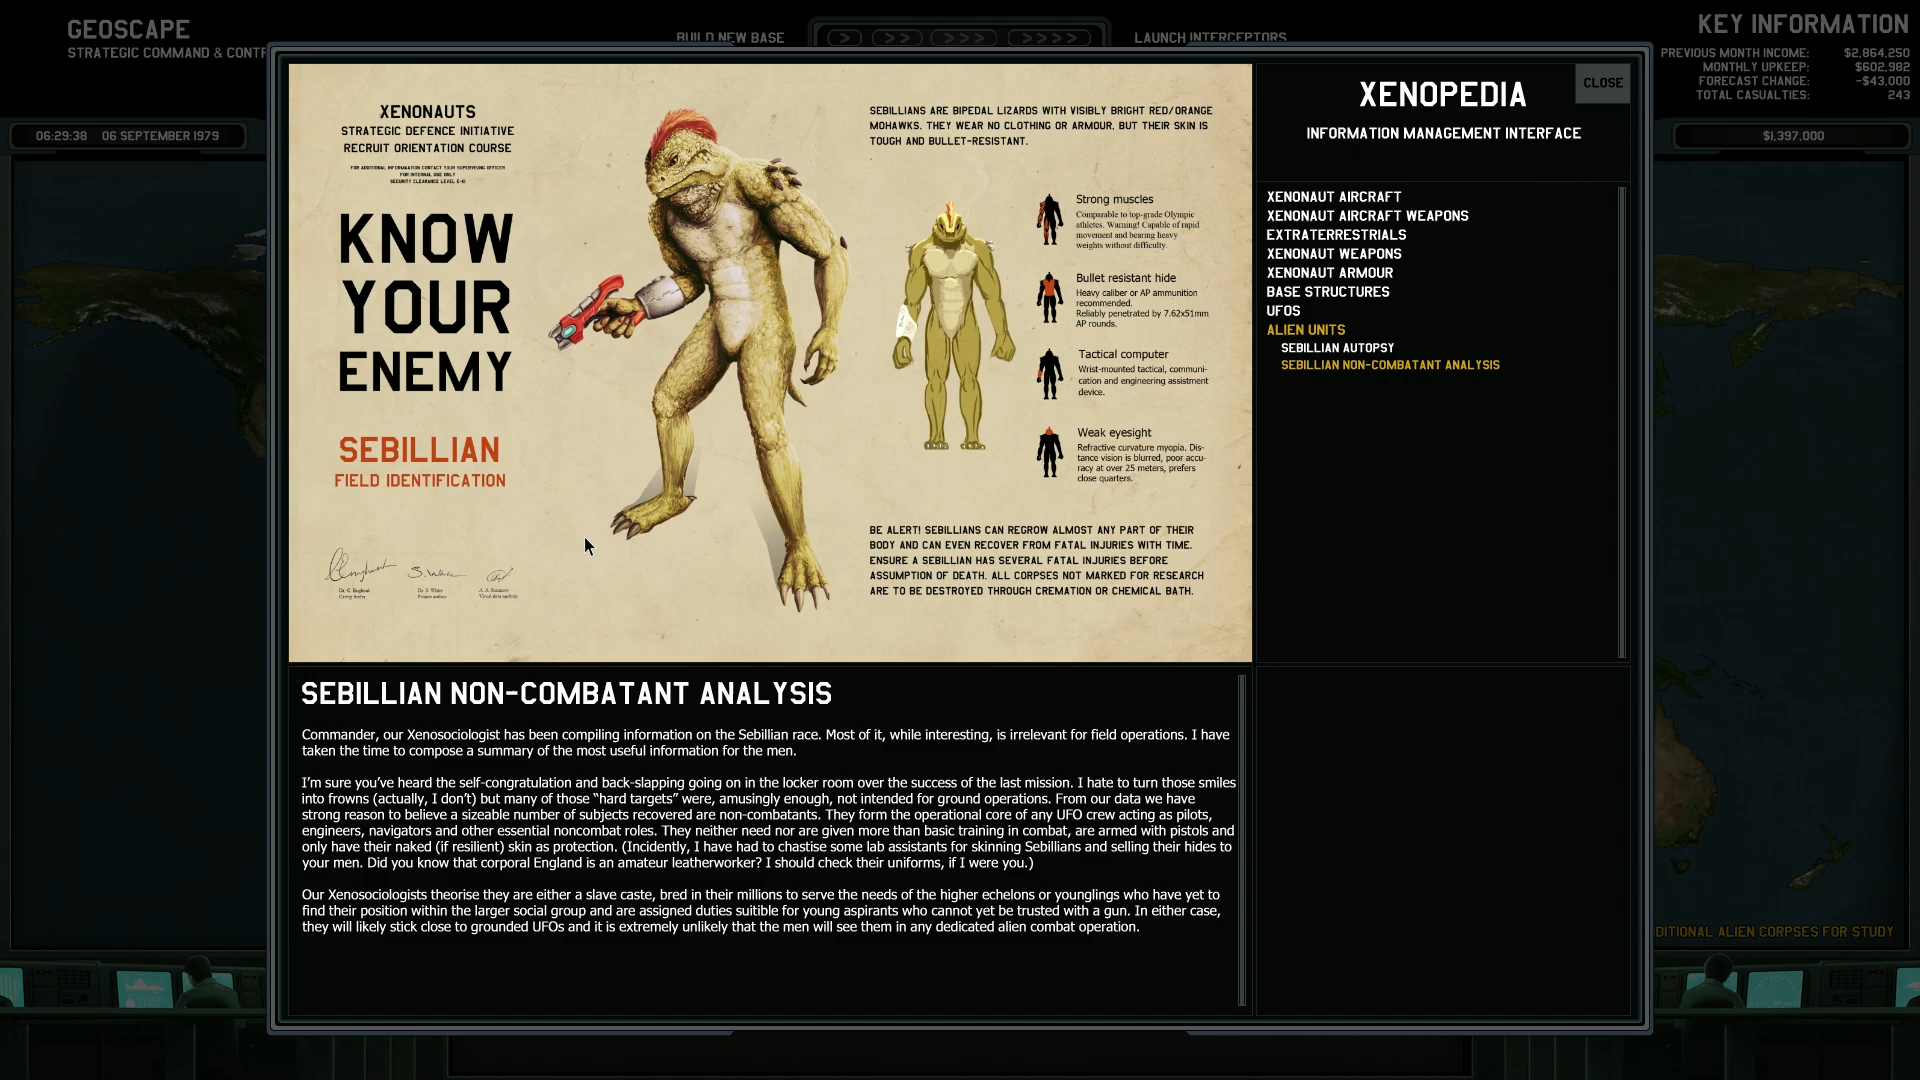 GEOSCAPE
STRATEGIC COMMAND & CONTR
BUILD NEW BASE
LAUNCH INTERCEPTORS
KEY INFORMATION
PREVIOUS MONTH INCOME: $2,864,250
MONTHLY UPKEEP: $602,982
FORECAST CHANGE: -$43,000
TOTAL CASUALTIES: 243
06:29:38 06 SEPTEMBER 1979
$1,397,000
XENONAUTS
STRATEGIC DEFENCE INITIATIVE
RECRUIT ORIENTATION COURSE
FOR ADDITIONAL INFORMATION CONTACT YOUR SUPERVISING OFFICER
FOR INTERNAL USE ONLY
KNOW
YOUR
ENEMY
SEBILLIAN
FIELD IDENTIFICATION
SEBILLIANS ARE BIPEDAL LIZARDS WITH VISIBLY BRIGHT RED/ORANGE
MOHAWKS. THEY WEAR NO CLOTHING OR ARMOUR, BUT THEIR SKIN IS
TOUGH AND BULLET-RESISTANT.
Strong muscles
Comparable to top-grade Olympic
athletes. Warning! Capable of rapid
movement and bearing heavy
weights without difficulty.
Bullet resistant hide
Heavy caliber or AP ammunition
recommended.
Reliably penetrated by 7.62x51mm
AP rounds.
Tactical computer
Wrist-mounted tactical, communi-
cation and engineering assistment
device.
Weak eyesight
Refractive curvature myopia. Dis-
tance vision is blurred, poor accu-
racy at over 25 meters, prefers
close quarters.
BE ALERT! SEBILLIANS CAN REGROW ALMOST ANY PART OF THEIR
BODY AND CAN EVEN RECOVER FROM FATAL INJURIES WITH TIME.
ENSURE A SEBILLIAN HAS SEVERAL FATAL INJURIES BEFORE
ASSUMPTION OF DEATH. ALL CORPSES NOT MARKED FOR RESEARCH
ARE TO BE DESTROYED THROUGH CREMATION OR CHEMICAL BATH.
XENOPEDIA
CLOSE
INFORMATION MANAGEMENT INTERFACE
XENONAUT AIRCRAFT
XENONAUT AIRCRAFT WEAPONS
EXTRATERRESTRIALS
XENONAUT WEAPONS
XENONAUT ARMOUR
BASE STRUCTURES
UFOS
ALIEN UNITS
SEBILLIAN AUTOPSY
SEBILLIAN NON-COMBATANT ANALYSIS
SEBILLIAN NON-COMBATANT ANALYSIS
Commander, our Xenosociologist has been compiling information on the Sebillian race. Most of it, while interesting, is irrelevant for field operations. I have
taken the time to compose a summary of the most useful information for the men.
I'm sure you've heard the self-congratulation and back-slapping going on in the locker room over the success of the last mission. I hate to turn those smiles
into frowns (actually, I don't) but many of those “hard targets” were, amusingly enough, not intended for ground operations. From our data we have
strong reason to believe a sizeable number of subjects recovered are non-combatants. They form the operational core of any UFO crew acting as pilots,
engineers, navigators and other essential noncombat roles. They neither need nor are given more than basic training in combat, are armed with pistols and
only have their naked (if resilient) skin as protection. (Incidently, I have had to chastise some lab assistants for skinning Sebillians and selling their hides to
your men. Did you know that corporal England is an amateur leatherworker? I should check their uniforms, if I were you.)
Our Xenosociologists theorise they are either a slave caste, bred in their millions to serve the needs of the higher echelons or younglings who have yet to
find their position within the larger social group and are assigned duties suitible for young aspirants who cannot yet be trusted with a gun. In either case,
they will likely stick close to grounded UFOs and it is extremely unlikely that the men will see them in any dedicated alien combat operation.
DITIONAL ALIEN CORPSES FOR STUDY